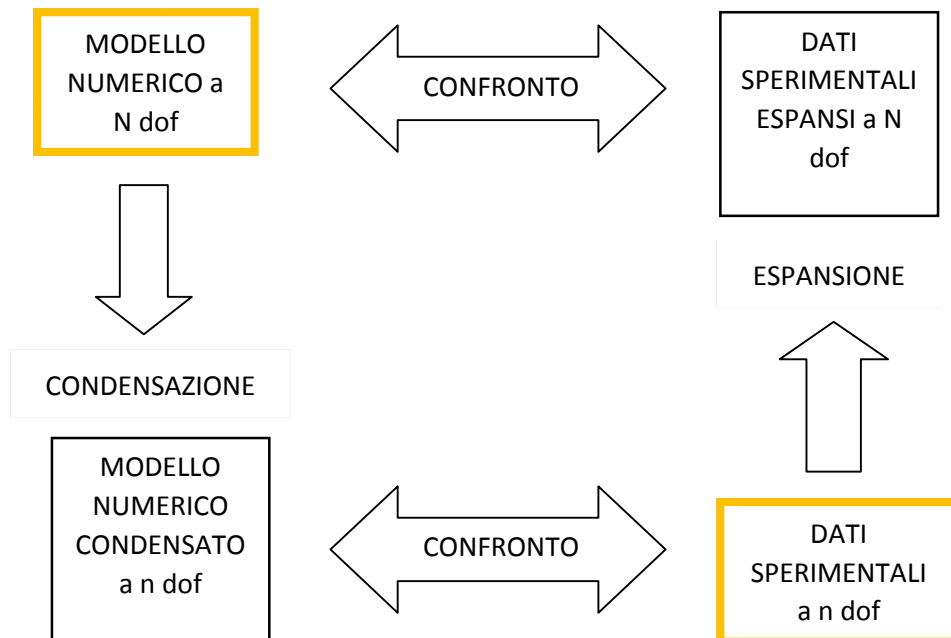 MODELLO
NUMERICO a
N dof
CONFRONTO
DATI
SPERIMENTALI
ESPANSI a N
dof
ESPANSIONE
CONDENSAZIONE
MODELLO
NUMERICO
CONDENSATO
a n dof
CONFRONTO
DATI
SPERIMENTALI
a n dof